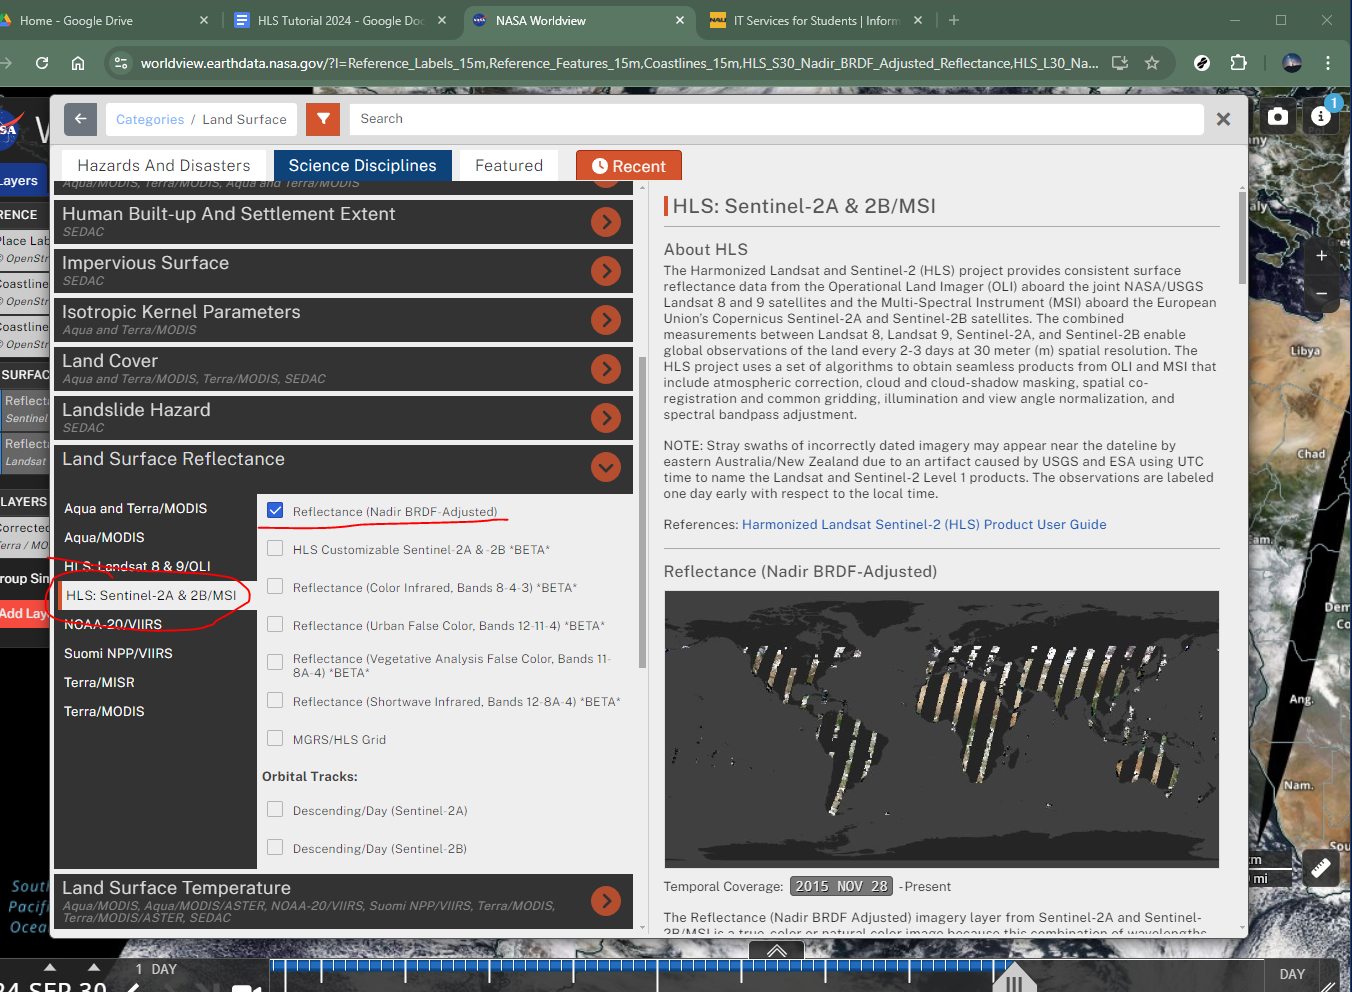 Home - Google Drive
HLS Tutorial 2024 - Google Doc
NASA Worldview
IT Services for Students | Inform
worldview.earthdata.nasa.gov/?l=Reference_Labels_15m,Reference_Features_15m,Coastlines_15m,HLS_S30_Nadir_BRDF_Adjusted_Reflectance,HLS_L30_Na...
Categories / Land Surface
Search
1
Layers
Hazards And Disasters
Science Disciplines
Featured
Recent
Aqua/MODIS, Terra/MODIS, Aqua and Terra/MODIS
Human Built-up And Settlement Extent
SEDAC
Impervious Surface
SEDAC
Isotropic Kernel Parameters
Aqua and Terra/MODIS
Land Cover
Aqua and Terra/MODIS, Terra/MODIS, SEDAC
Landslide Hazard
SEDAC
Land Surface Reflectance
Aqua and Terra/MODIS
Aqua/MODIS
HLS: Landsat 8 & 9/OLI
HLS: Sentinel-2A & 2B/MSI
NOAA-20/VIIRS
Suomi NPP/VIIRS
Terra/MISR
Terra/MODIS
Reflectance (Nadir BRDF-Adjusted)
HLS Customizable Sentinel-2A & -2B *BETA*
Reflectance (Color Infrared, Bands 8-4-3) *BETA*
Reflectance (Urban False Color, Bands 12-11-4) *BETA*
Reflectance (Vegetative Analysis False Color, Bands 11-
8A-4) *BETA*
Reflectance (Shortwave Infrared, Bands 12-8A-4) *BETA*
MGRS/HLS Grid
Orbital Tracks:
Descending/Day (Sentinel-2A)
Descending/Day (Sentinel-2B)
Land Surface Temperature
Aqua/MODIS, Aqua/MODIS/ASTER, NOAA-20/VIIRS, Suomi NPP/VIIRS, Terra/MODIS,
Terra/MODIS/ASTER, SEDAC
HLS: Sentinel-2A & 2B/MSI
About HLS
The Harmonized Landsat and Sentinel-2 (HLS) project provides consistent surface
reflectance data from the Operational Land Imager (OLI) aboard the joint NASA/USGS
Landsat 8 and 9 satellites and the Multi-Spectral Instrument (MSI) aboard the European
Union's Copernicus Sentinel-2A and Sentinel-2B satellites. The combined
measurements between Landsat 8, Landsat 9, Sentinel-2A, and Sentinel-2B enable
global observations of the land every 2-3 days at 30 meter (m) spatial resolution. The
HLS project uses a set of algorithms to obtain seamless products from OLI and MSI that
include atmospheric correction, cloud and cloud-shadow masking, spatial co-
registration and common gridding, illumination and view angle normalization, and
spectral bandpass adjustment.
NOTE: Stray swaths of incorrectly dated imagery may appear near the dateline by
eastern Australia/New Zealand due to an artifact caused by USGS and ESA using UTC
time to name the Landsat and Sentinel-2 Level 1 products. The observations are labeled
one day early with respect to the local time.
References: Harmonized Landsat Sentinel-2 (HLS) Product User Guide
Reflectance (Nadir BRDF-Adjusted)
Temporal Coverage: 2015 NOV 28 - Present
The Reflectance (Nadir BRDF Adjusted) imagery layer from Sentinel-2A and Sentinel-
2B/MSI is a true-color or natural color image because this combination of wavelengths
RENCE
Place Lab
© OpenStr
Coastline
© OpenStr
Coastline
© OpenStr
SURFAC
Reflect
Sentinel
Reflect
Landsat
LAYERS
Corrected
Terra / MO
roup Sin
Add Lay
Libya
Chad
Dem
Co
Ang.
Nam.
Sou
km
mi
South
Pacifi
Ocea
1 DAY
24 SEP 30
DAY